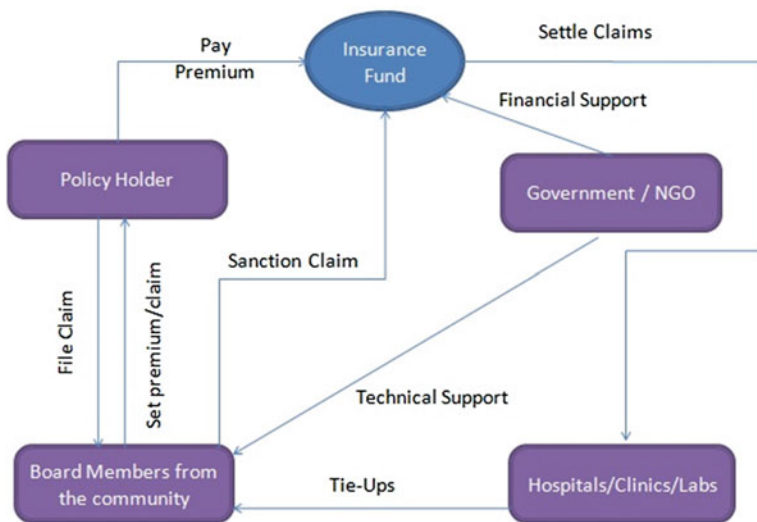 Pay
Premium
Insurance
Fund
Settle Claims
Financial Support
Policy Holder
Government / NGO
Sanction Claim
File Claim
Set premium/claim
Technical Support
Board Members from
the community
Tie-Ups
Hospitals/Clinics/Labs